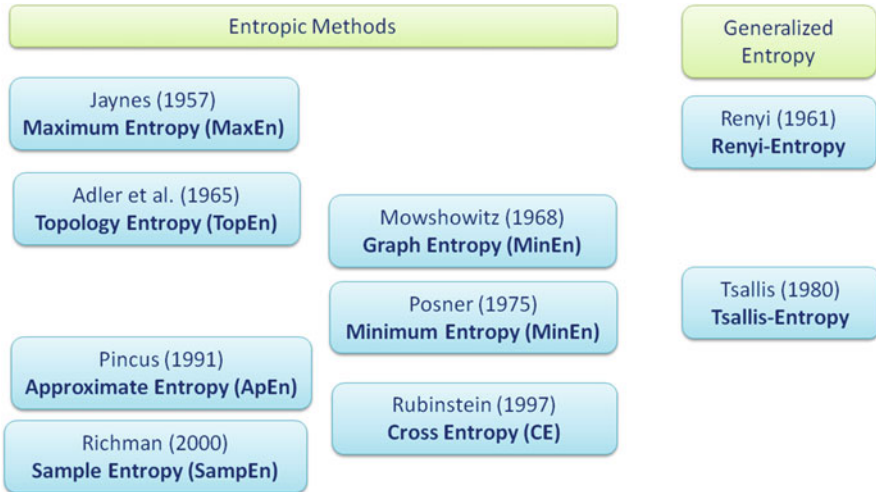 Entropic Methods
Generalized
Entropy
Jaynes (1957)
Maximum Entropy (MaxEn)
Renyi (1961)
Renyi-Entropy
Adler et al. (1965)
Topology Entropy (TopEn)
Mowshowitz (1968)
Graph Entropy (MinEn)
Posner (1975)
Minimum Entropy (MinEn)
Tsallis (1980)
Tsallis-Entropy
Pincus (1991)
Approximate Entropy (ApEn)
Rubinstein (1997)
Cross Entropy (CE)
Richman (2000)
Sample Entropy (SampEn)